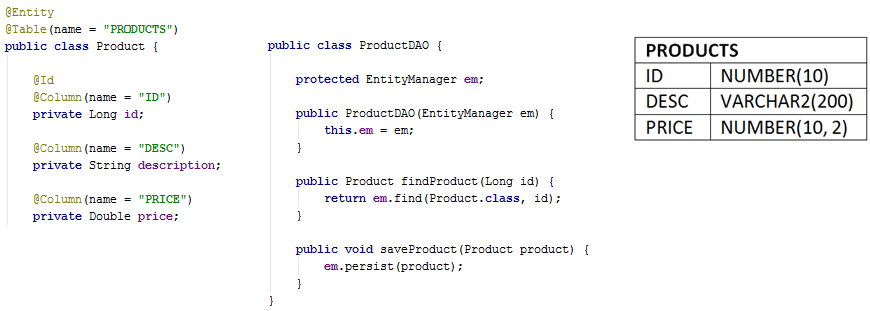 @Entity
@Table(name = "PRODUCTS")
public class Product {
@Id
@Column(name = "ID")
private Long id;
@Column(name = "DESC")
private String description;
@Column(name = "PRICE")
private Double price;
public class ProductDAO {
protected EntityManager em;
public ProductDAO(EntityManager em) {
this.em = em;
}
public Product findProduct(Long id) {
return em.find(Product.class, id);
}
public void saveProduct(Product product) {
em.persist(product);
}
}
PRODUCTS
ID NUMBER(10)
DESC VARCHAR2(200)
PRICE NUMBER(10, 2)